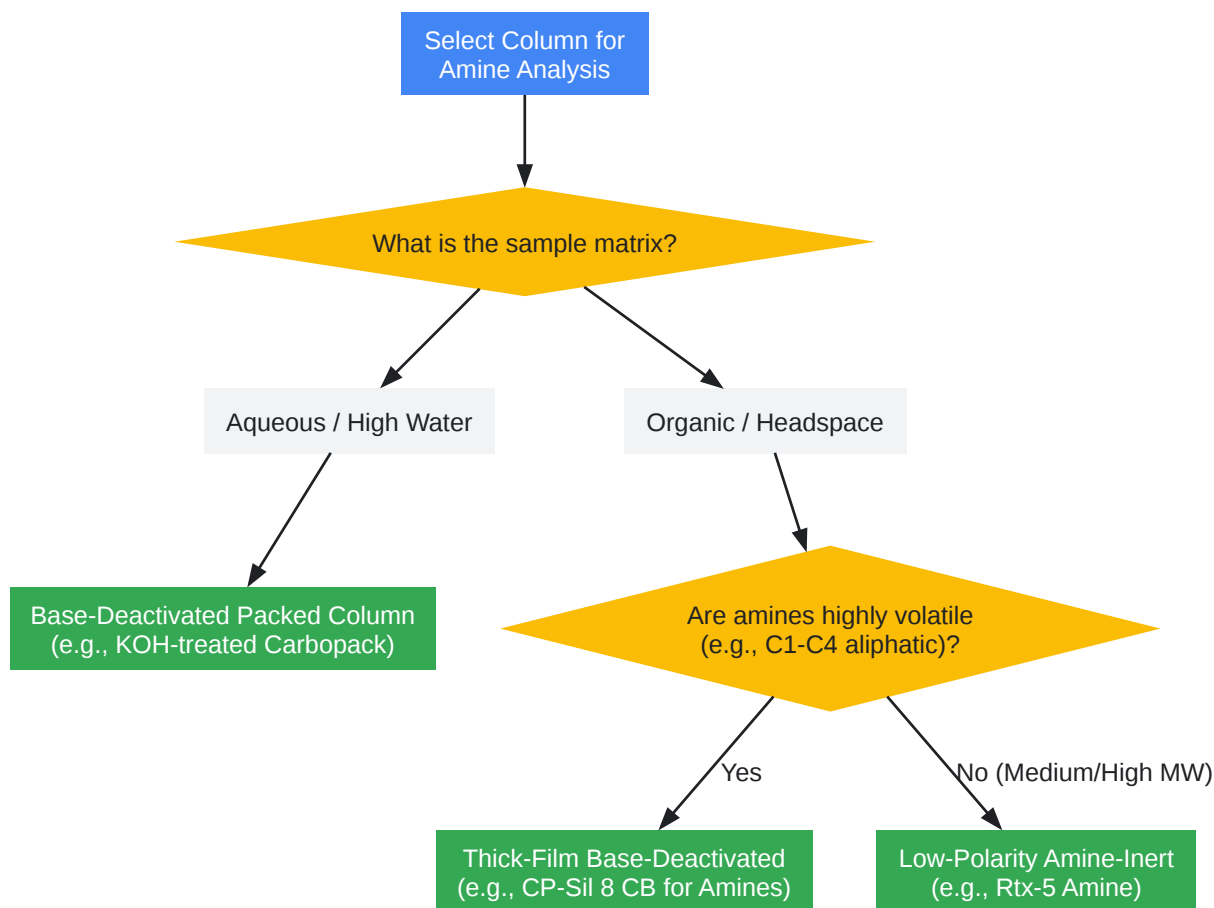 Select Column for
Amine Analysis
What is the sample matrix?
Aqueous / High Water
Organic / Headspace
Base-Deactivated Packed Column
(e.g., KOH-treated Carbopack)
Are amines highly volatile
(e.g., C1-C4 aliphatic)?
Yes
No (Medium/High MW)
Thick-Film Base-Deactivated
(e.g., CP-Sil 8 CB for Amines)
Low-Polarity Amine-Inert
(e.g., Rtx-5 Amine)